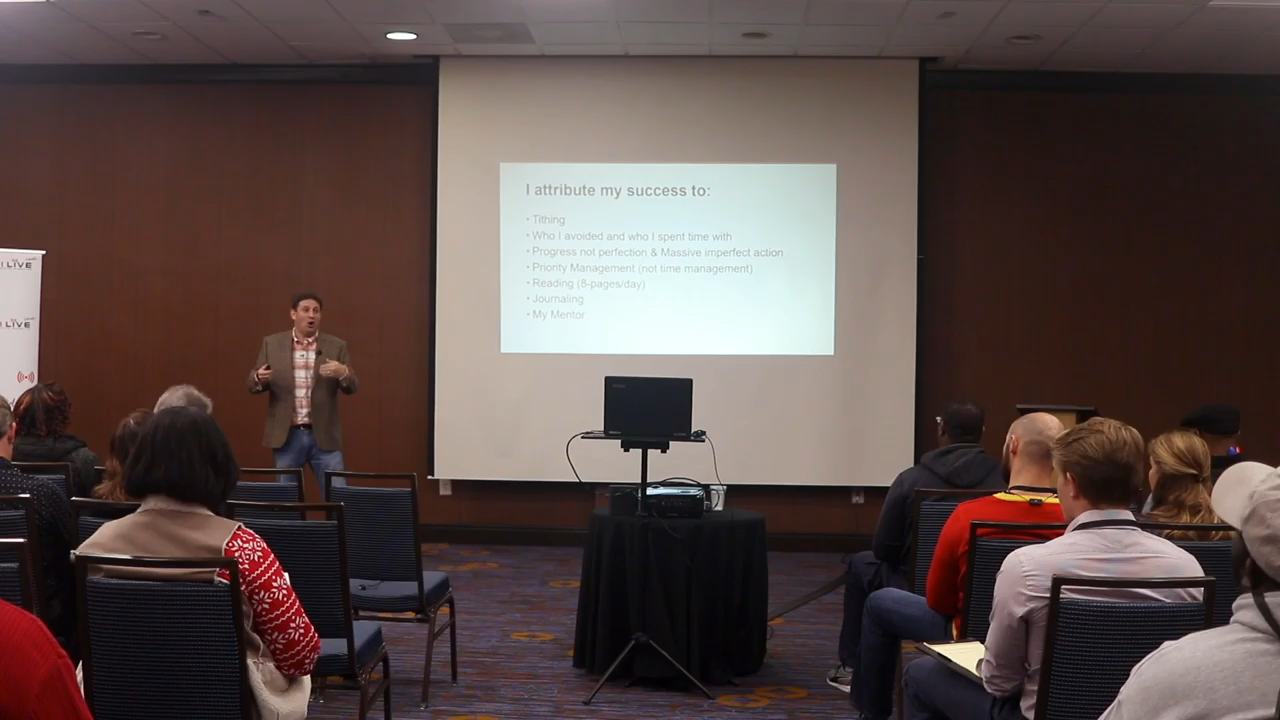 I attribute my success to:
• Tithing
• Who I avoided and who I spent time with
• Progress not perfection & Massive imperfect action
• Priority Management (not time management)
• Reading (8-pages/day)
• Journaling
• My Mentor
LIVE
LIVE